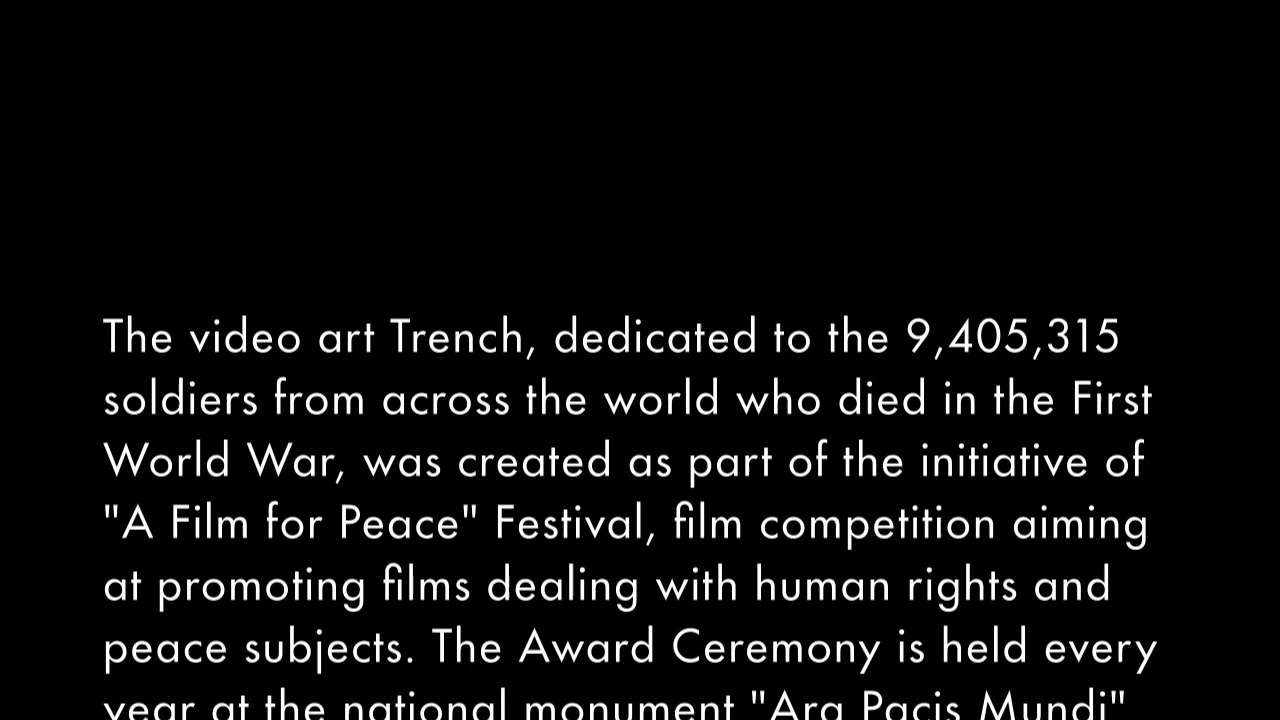 The video art Trench, dedicated to the 9,405,315
soldiers from across the world who died in the First
World War, was created as part of the initiative of
"A Film for Peace" Festival, film competition aiming
at promoting films dealing with human rights and
peace subjects. The Award Ceremony is held every
year at the national monument "Ara Pacis Mundi"